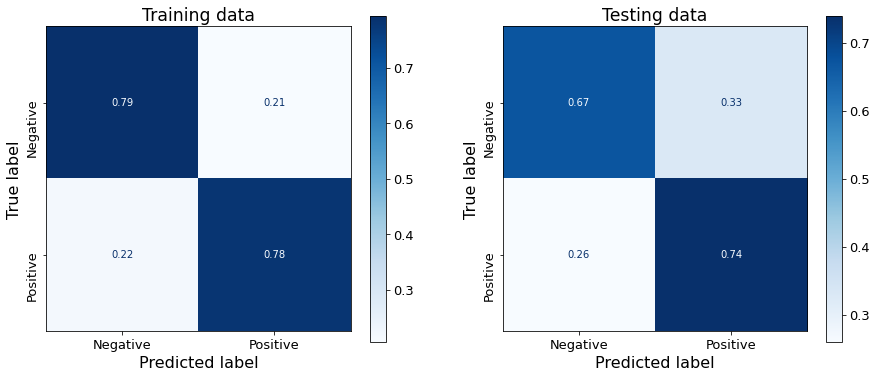 Training data
True label
Negative
Positive
0.79
0.21
0.22
0.78
Negative
Positive
Predicted label
0.7
0.6
0.5
0.4
0.3
Testing data
True label
Negative
Positive
0.67
0.33
0.26
0.74
Negative
Positive
Predicted label
0.7
0.6
0.5
0.4
0.3